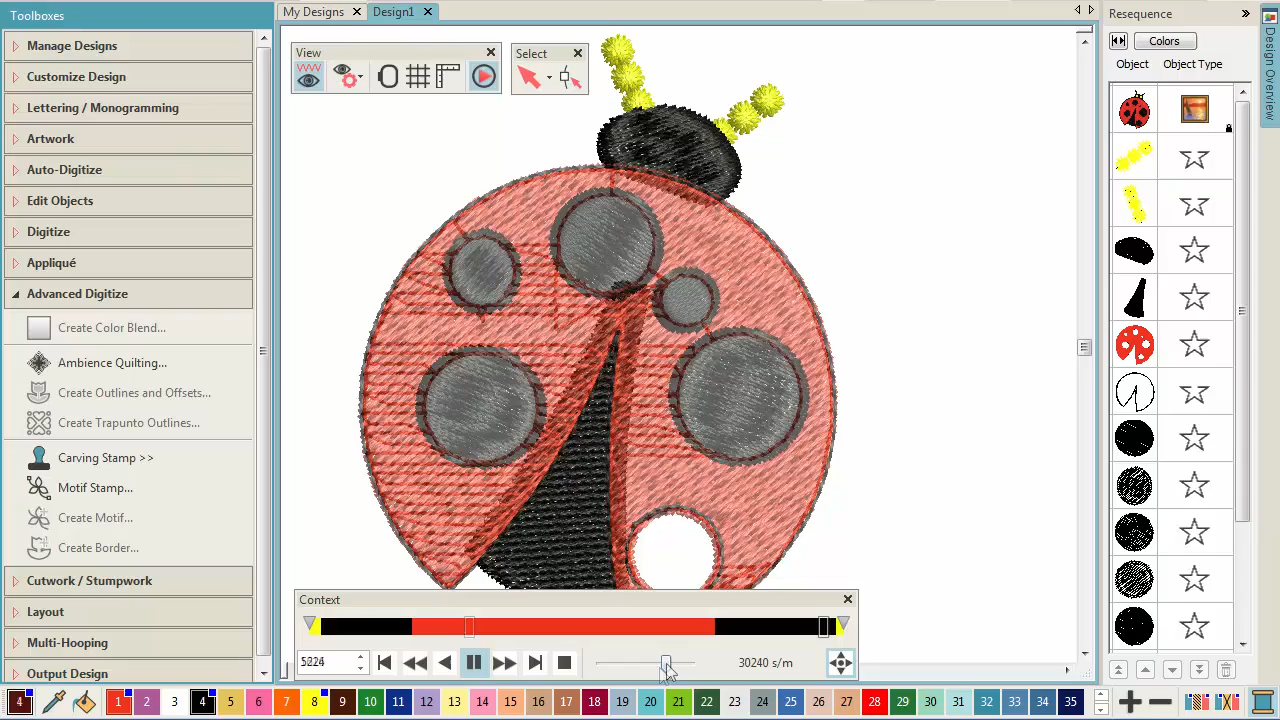 Toolboxes
Manage Designs
Customize Design
Lettering / Monogramming
Artwork
Auto-Digitize
Edit Objects
Digitize
Appliqué
Advanced Digitize
Create Color Blend...
Ambience Quilting...
Create Outlines and Offsets...
Create Trapunto Outlines...
Carving Stamp >>
Motif Stamp...
Create Motif...
Create Border...
Cutwork / Stumpwork
Layout
Multi-Hooping
Output Design
My Designs
Design1
View
Select
Context
30240 s/m
Resequence
Colors
Object
Object Type
Design Overview
4 1 2 3 4 5 6 7 8 9 10 11 12 13 14 15 16 17 18 19 20 21 22 23 24 25 26 27 28 29 30 31 32 33 34 35